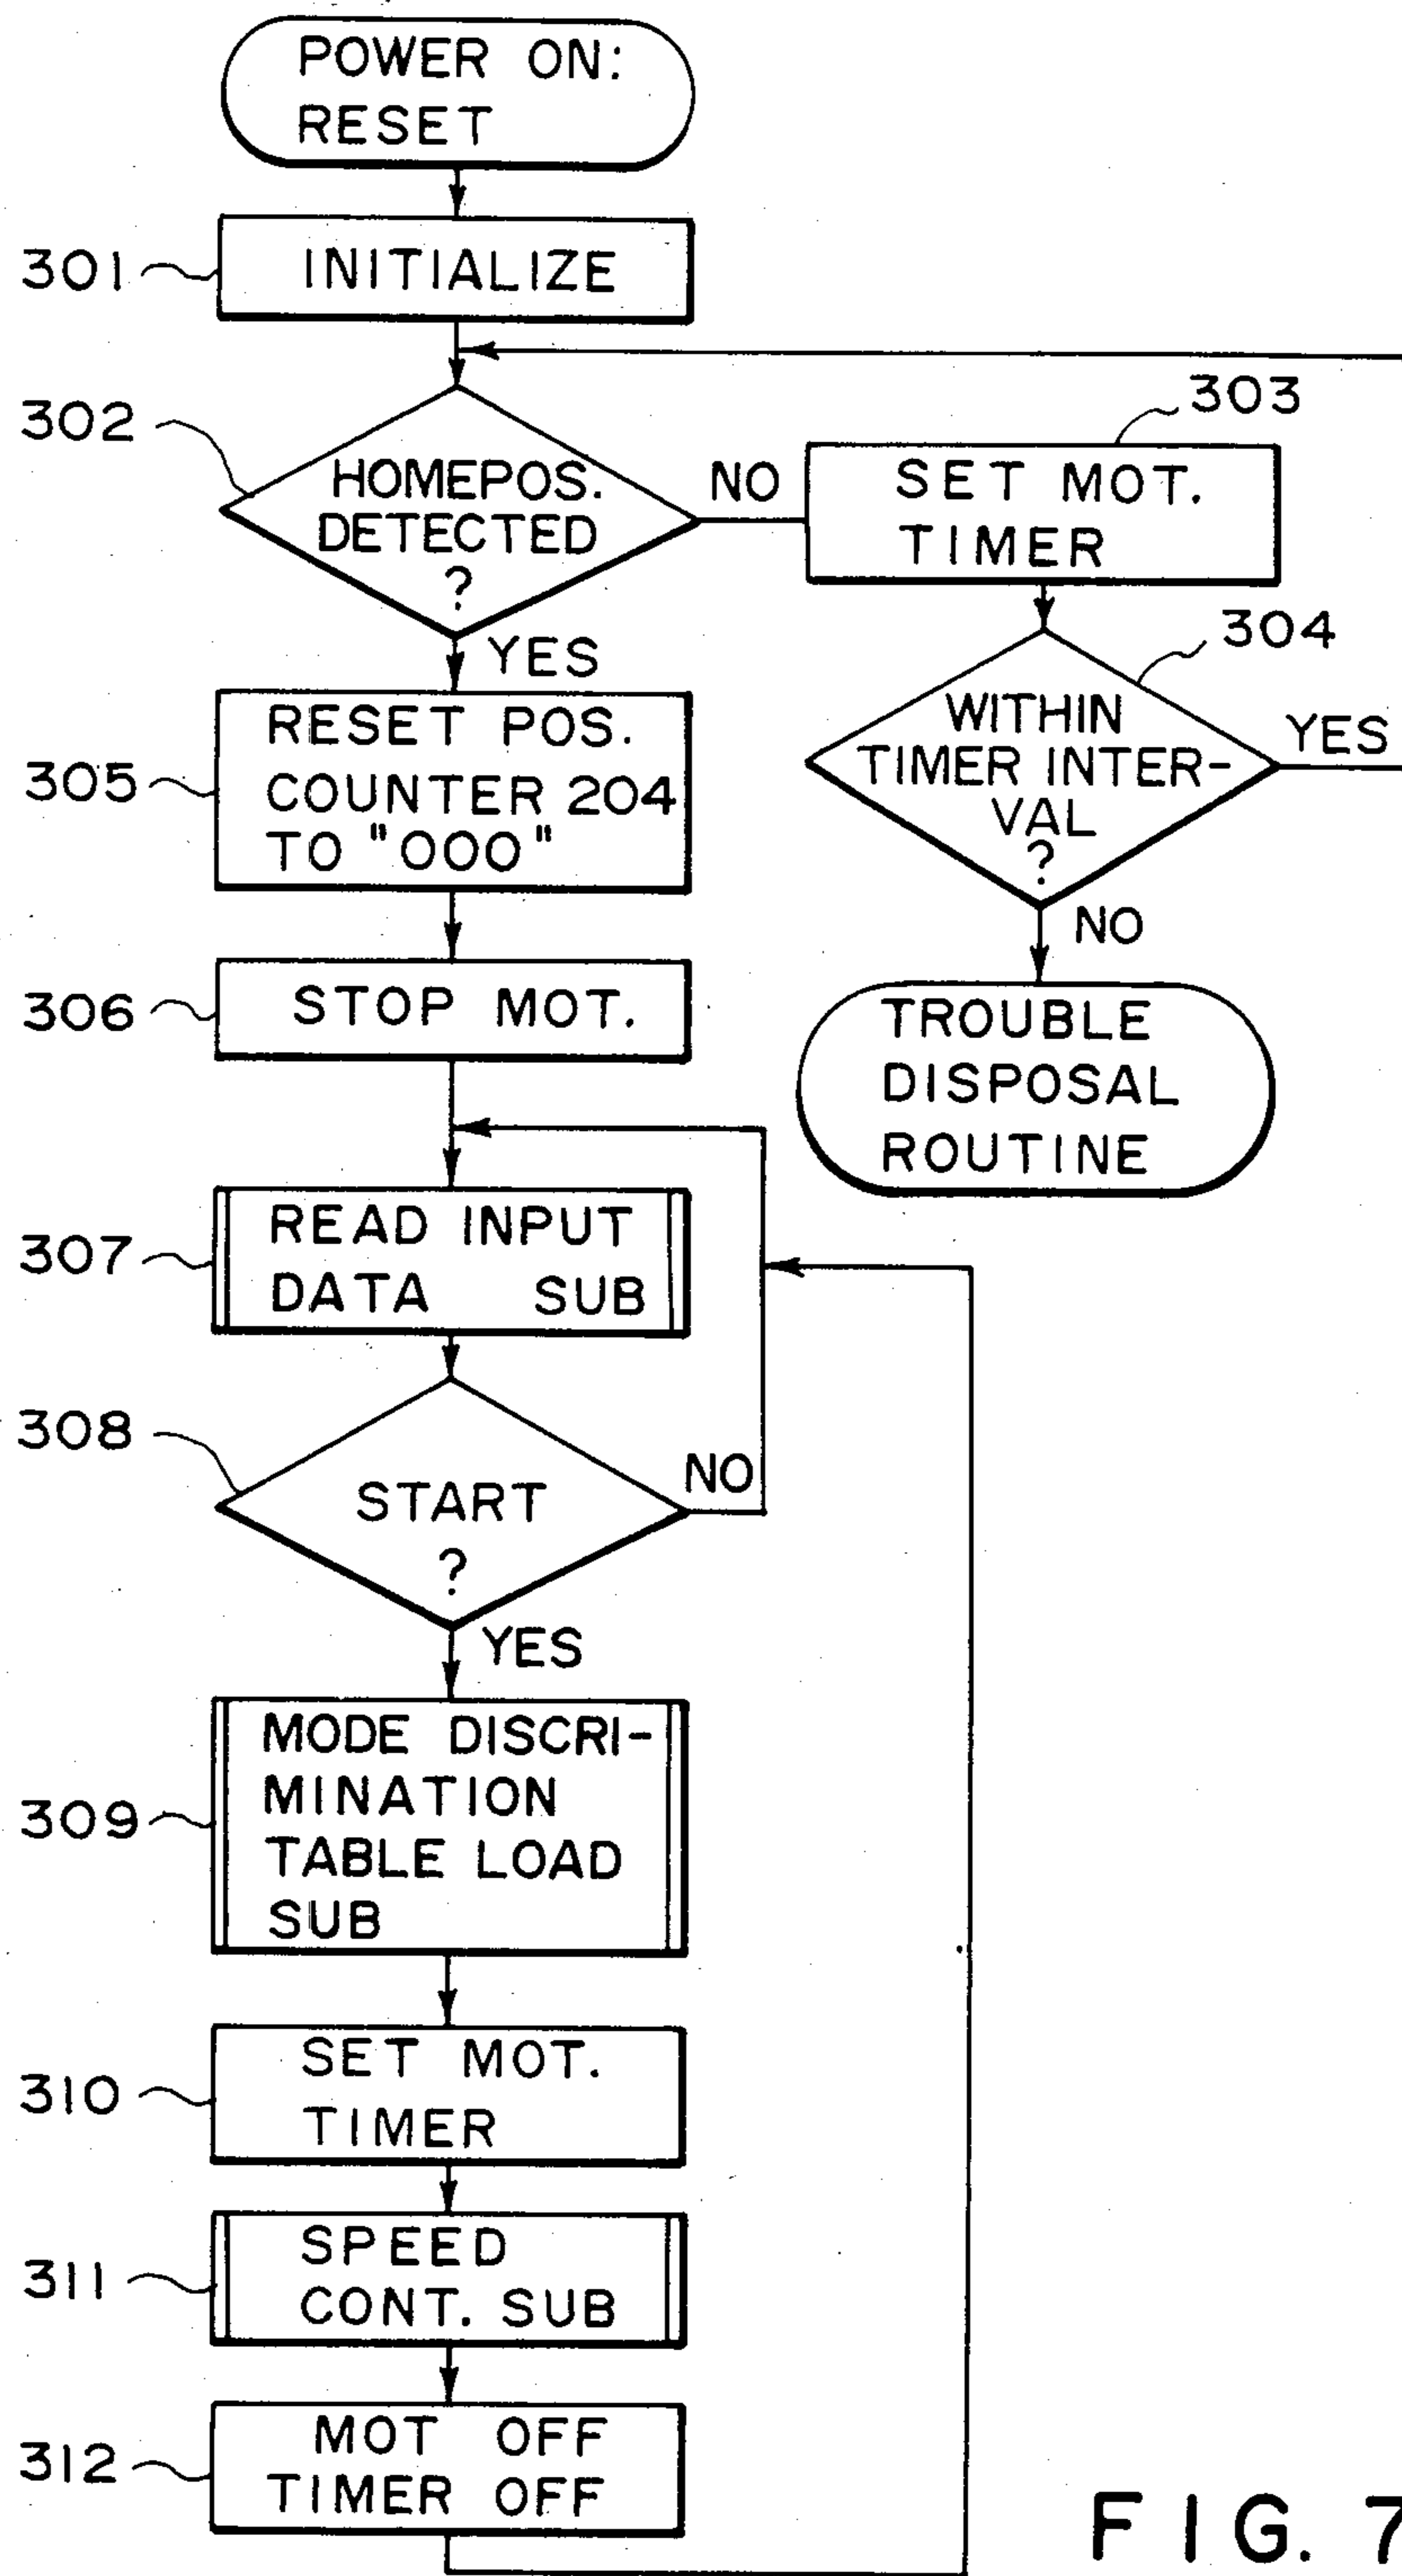 POWER ON:
RESET
301
INITIALIZE
302
HOMEPOS.
DETECTED
?
NO
303
SET MOT.
TIMER
304
WITHIN
TIMER INTER-
VAL
?
YES
NO
TROUBLE
DISPOSAL
ROUTINE
YES
305
RESET POS.
COUNTER 204
TO "000"
306
STOP MOT.
307
READ INPUT
DATA SUB
308
START
?
NO
YES
309
MODE DISCRI-
MINATION
TABLE LOAD
SUB
310
SET MOT.
TIMER
311
SPEED
CONT. SUB
312
MOT OFF
TIMER OFF
FIG. 7